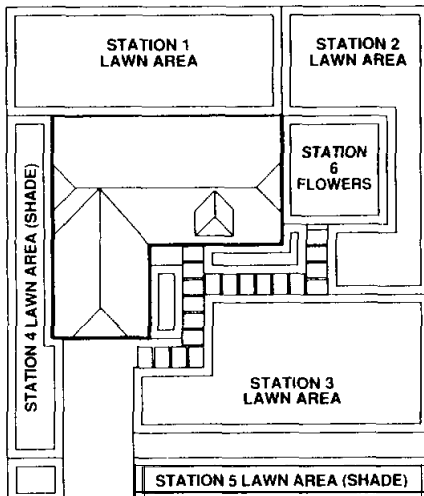 STATION 1
LAWN AREA
STATION 2
LAWN AREA
STATION
6
FLOWERS
STATION 4 LAWN AREA (SHADE)
STATION 3
LAWN AREA
STATION 5 LAWN AREA (SHADE)